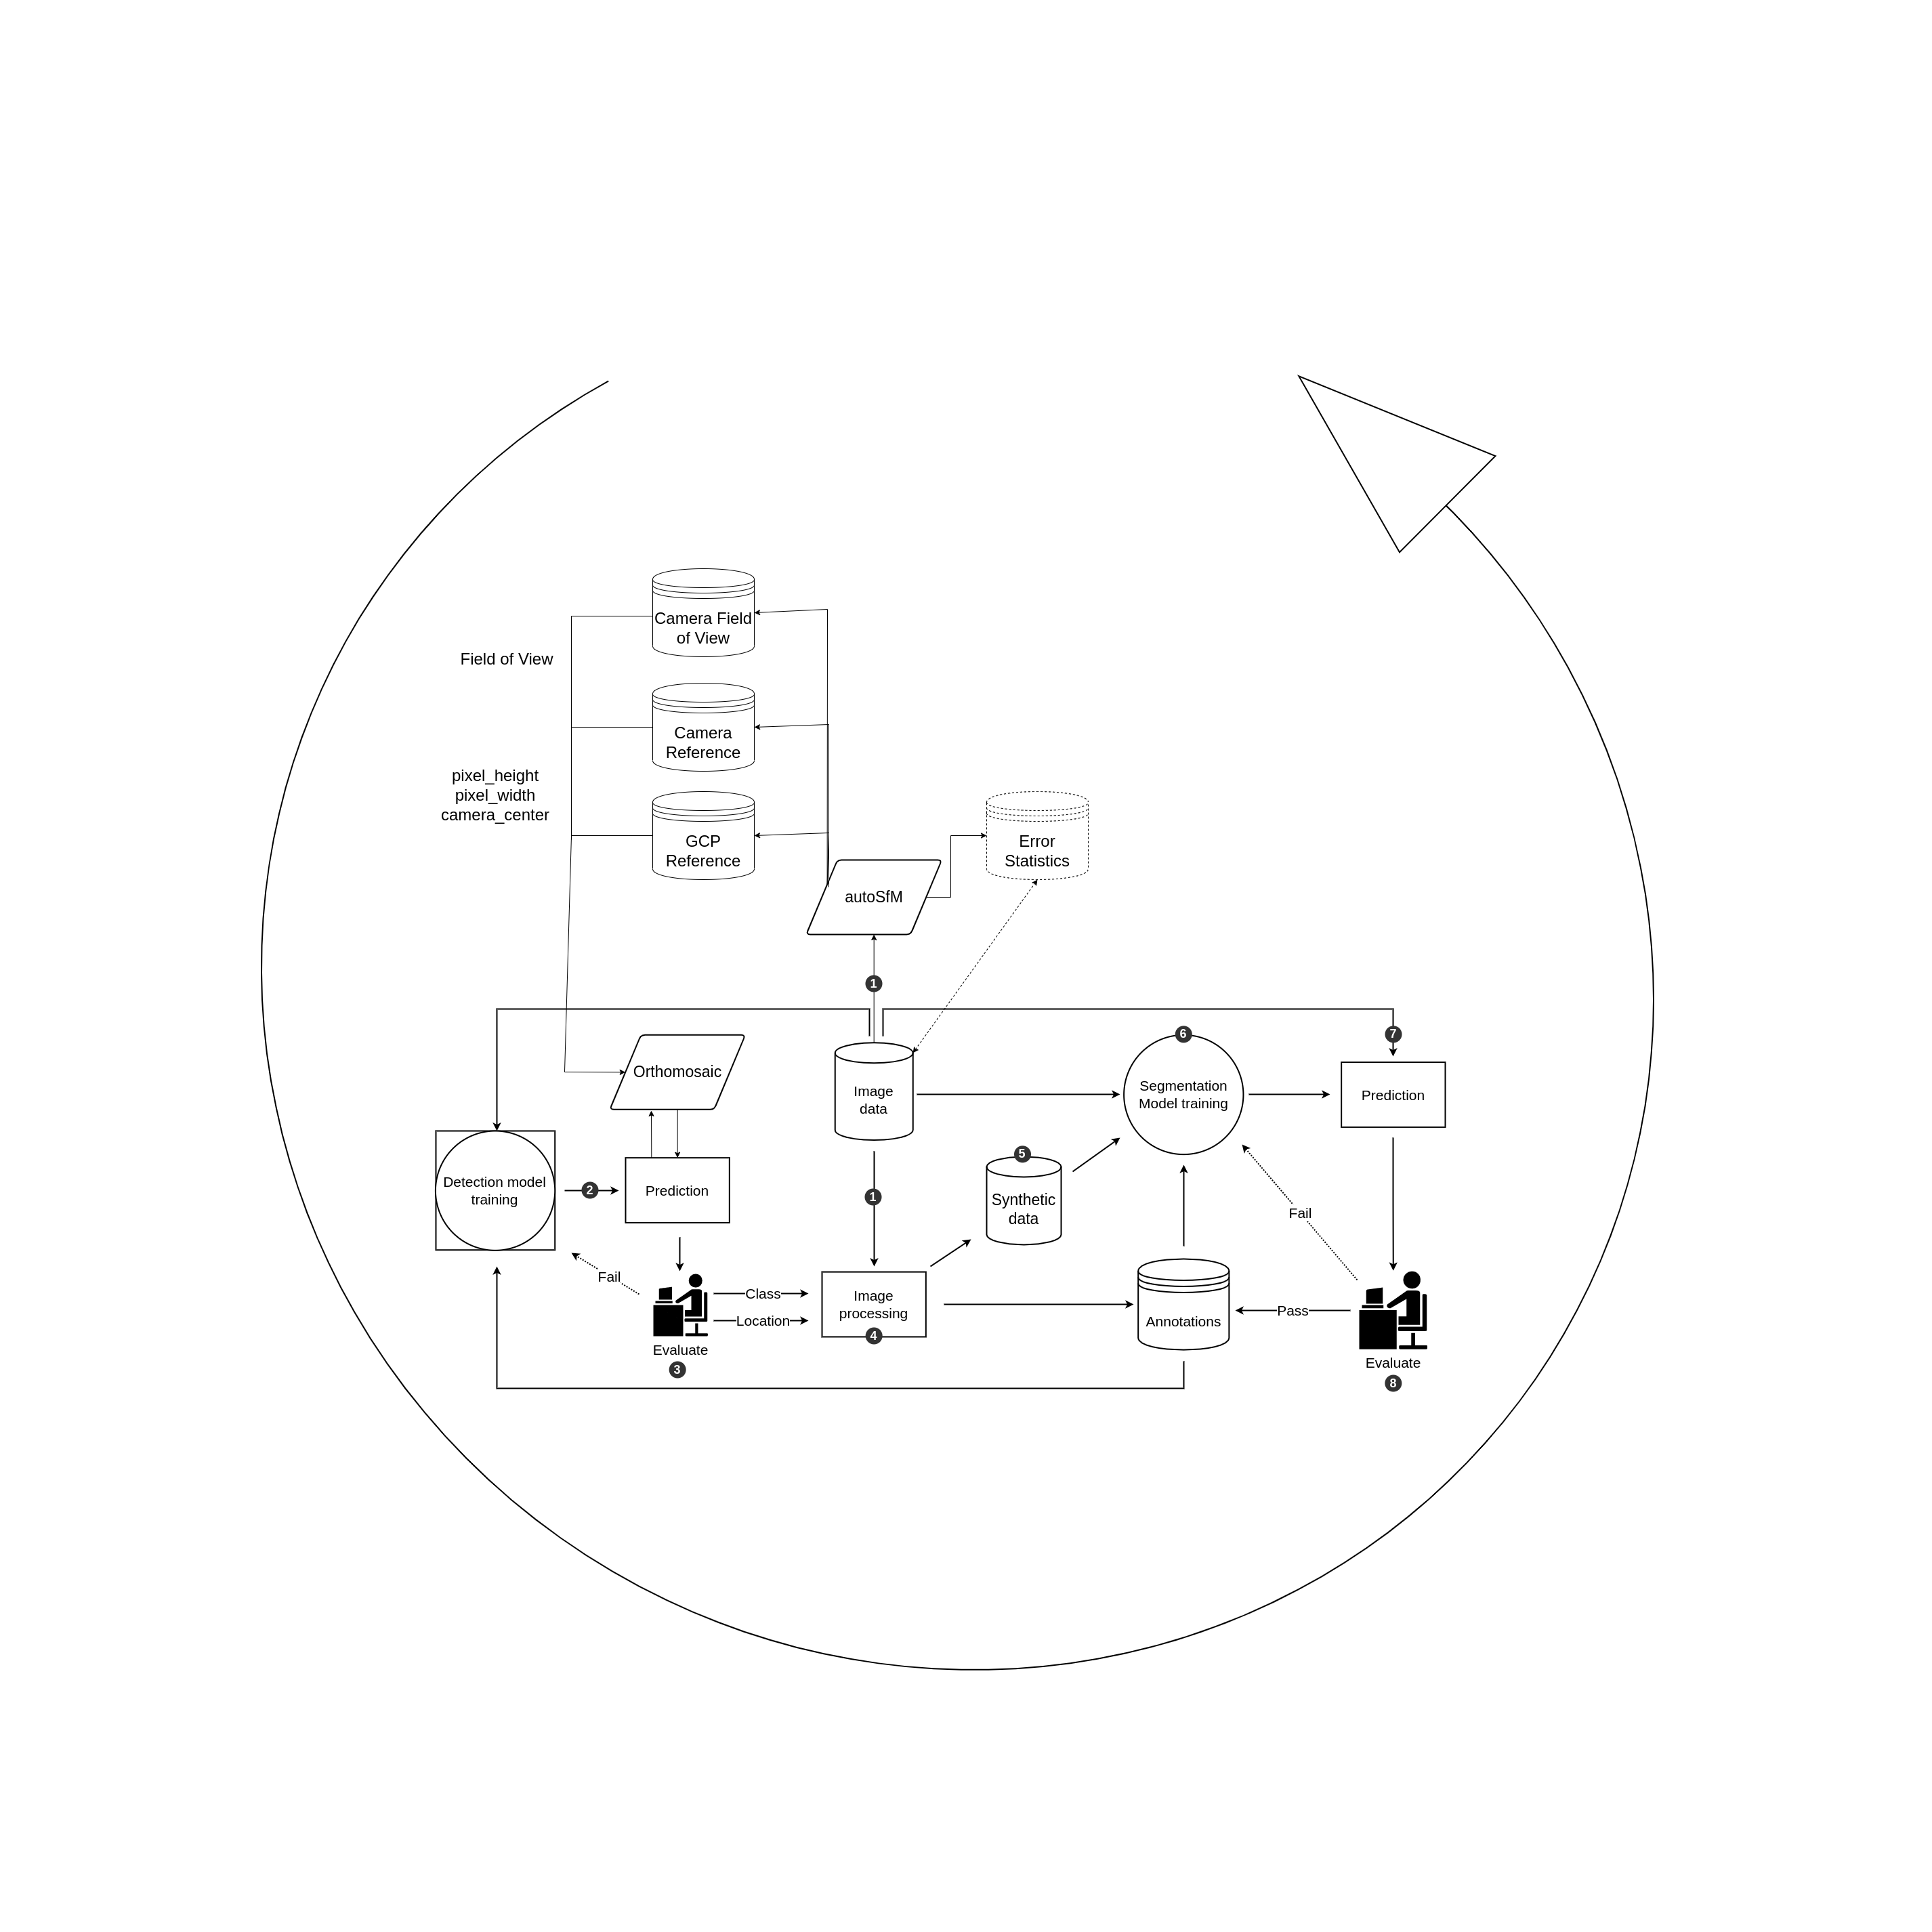 Camera Field
of View
Field of View
Camera
Reference
pixel_height
pixel_width
camera_center
GCP
Reference
Error
Statistics
autoSfM
1
6
7
Orthomosaic
Image
data
Segmentation
Model training
Prediction
5
Detection model
training
2
Prediction
1
Synthetic
data
Fail
Fail
Class
Location
Image
processing
4
Annotations
Pass
Evaluate
3
Evaluate
8